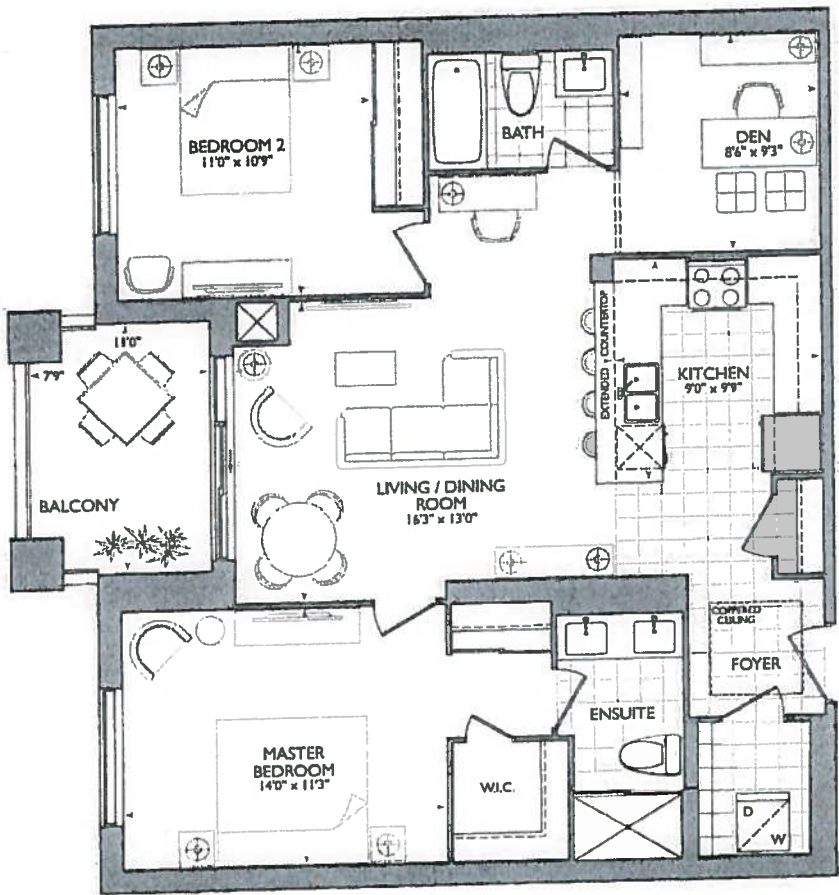 BEDROOM 2
11'0" x 10'9"
BATH
DEN
8'6" x 9'3"
11'0"
7'9"
BALCONY
EXTENDED COUNTERTOP
KITCHEN
9'0" x 9'9"
LIVING / DINING
ROOM
16'3" x 13'0"
COFFERED
CEILING
FOYER
ENSUITE
MASTER
BEDROOM
14'0" x 11'3"
W.I.C.
D
W